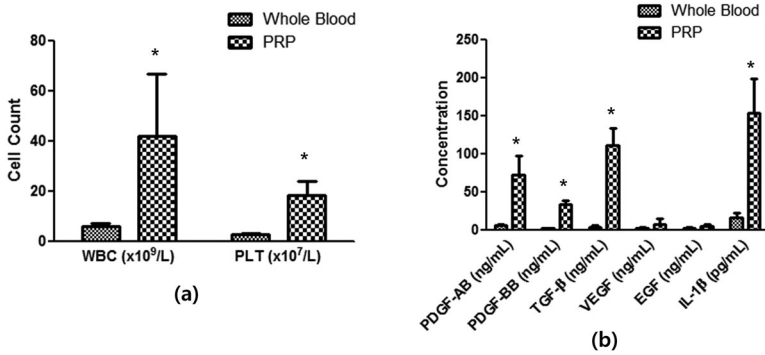 Whole Blood
PRP
Cell Count
80
60
40
20
0
*
*
WBC (x10⁹/L)
PLT (x10⁷/L)
(a)
Whole Blood
PRP
Concentration
250
200
150
100
50
0
*
*
*
*
PDGF-AB (ng/mL)
PDGF-BB (ng/mL)
TGF-β (ng/mL)
VEGF (ng/mL)
EGF (ng/mL)
IL-1β (pg/mL)
(b)